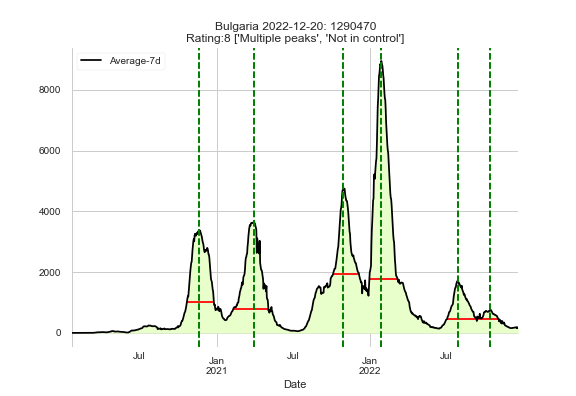 Bulgaria 2022-12-20: 1290470
Rating:8 ['Multiple peaks', 'Not in control']
Average-7d
8000
6000
4000
2000
0
Jul
Jan
2021
Jul
Jan
2022
Jul
Date